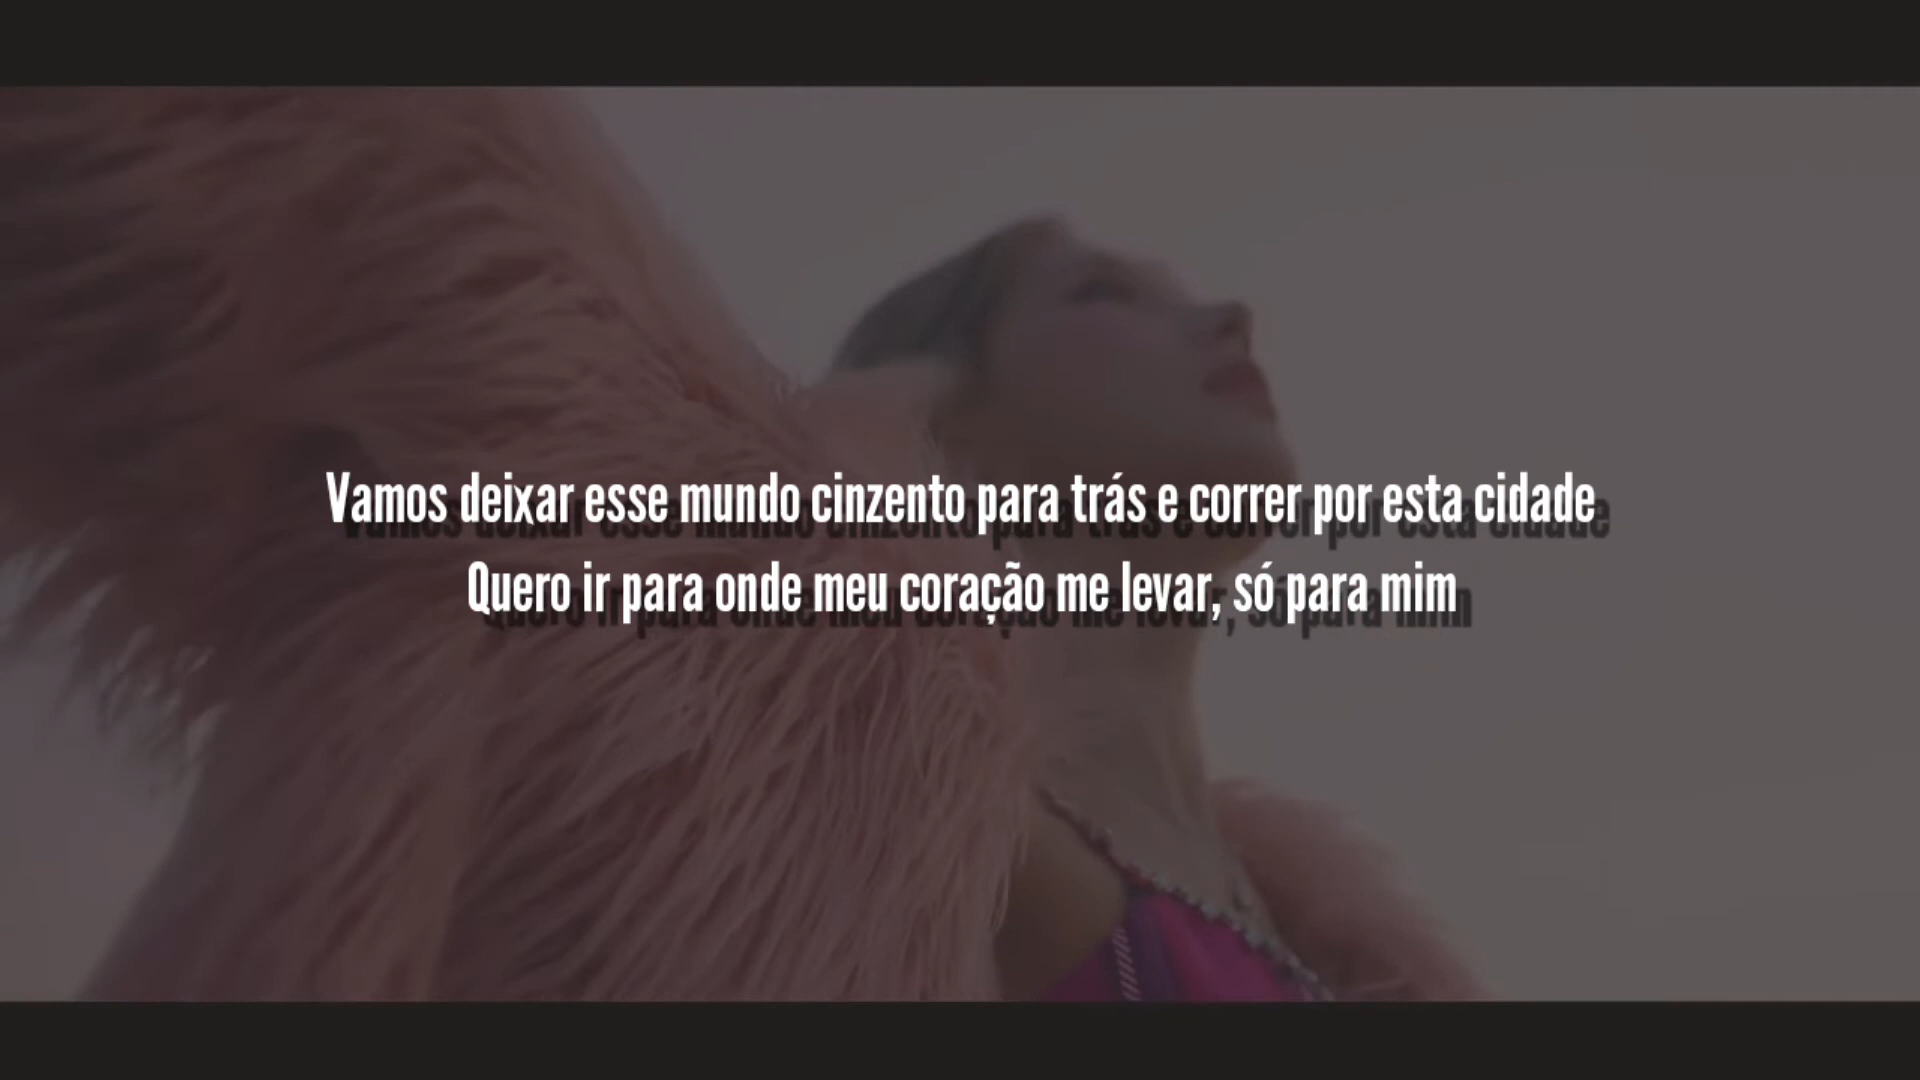 Vamos deixar esse mundo cinzento para trás e correr por esta cidade
Quero ir para onde meu coração me levar, só para mim